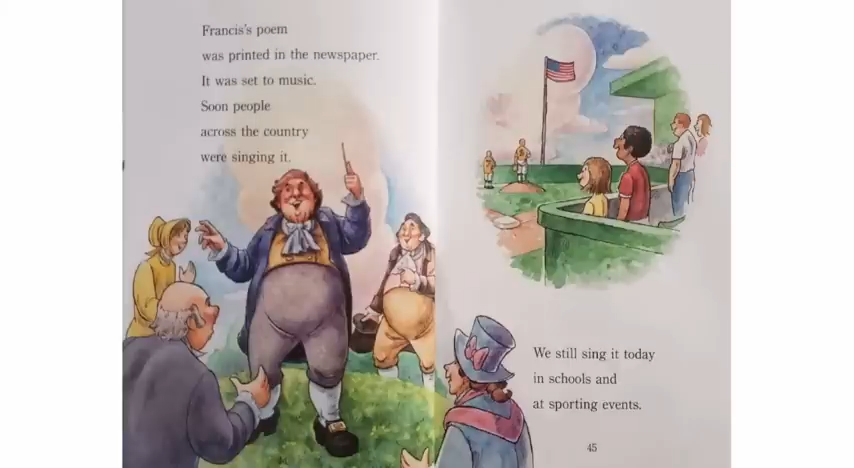 Francis's poem
was printed in the newspaper.
It was set to music.
Soon people
across the country
were singing it.
We still sing it today
in schools and
at sporting events.
45